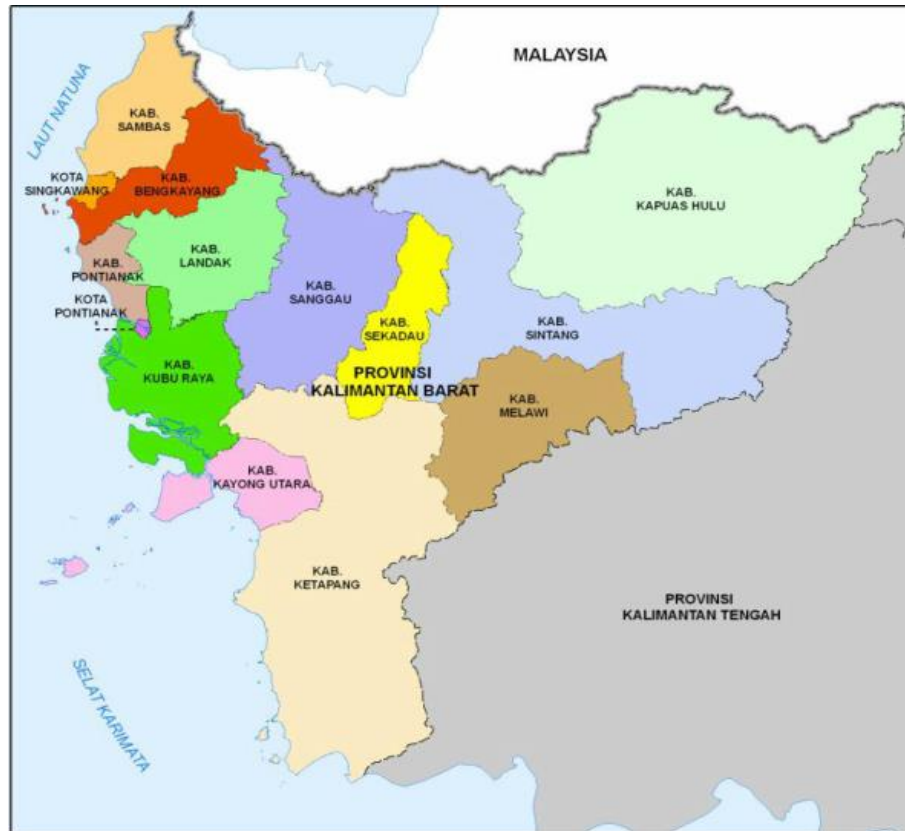 MALAYSIA
LAUT NATUNA
KAB.
SAMBAS
KOTA
SINGKAWANG
KAB.
BENGKAYANG
KAB.
KAPUAS HULU
KAB.
LANDAK
KAB.
PONTIANAK
KAB.
SANGGAU
KOTA
PONTIANAK
KAB.
SEKADAU
KAB.
SINTANG
KAB.
KUBU RAYA
PROVINSI
KALIMANTAN BARAT
KAB.
MELAWI
KAB.
KAYONG UTARA
KAB.
KETAPANG
PROVINSI
KALIMANTAN TENGAH
SELAT KARIMATA